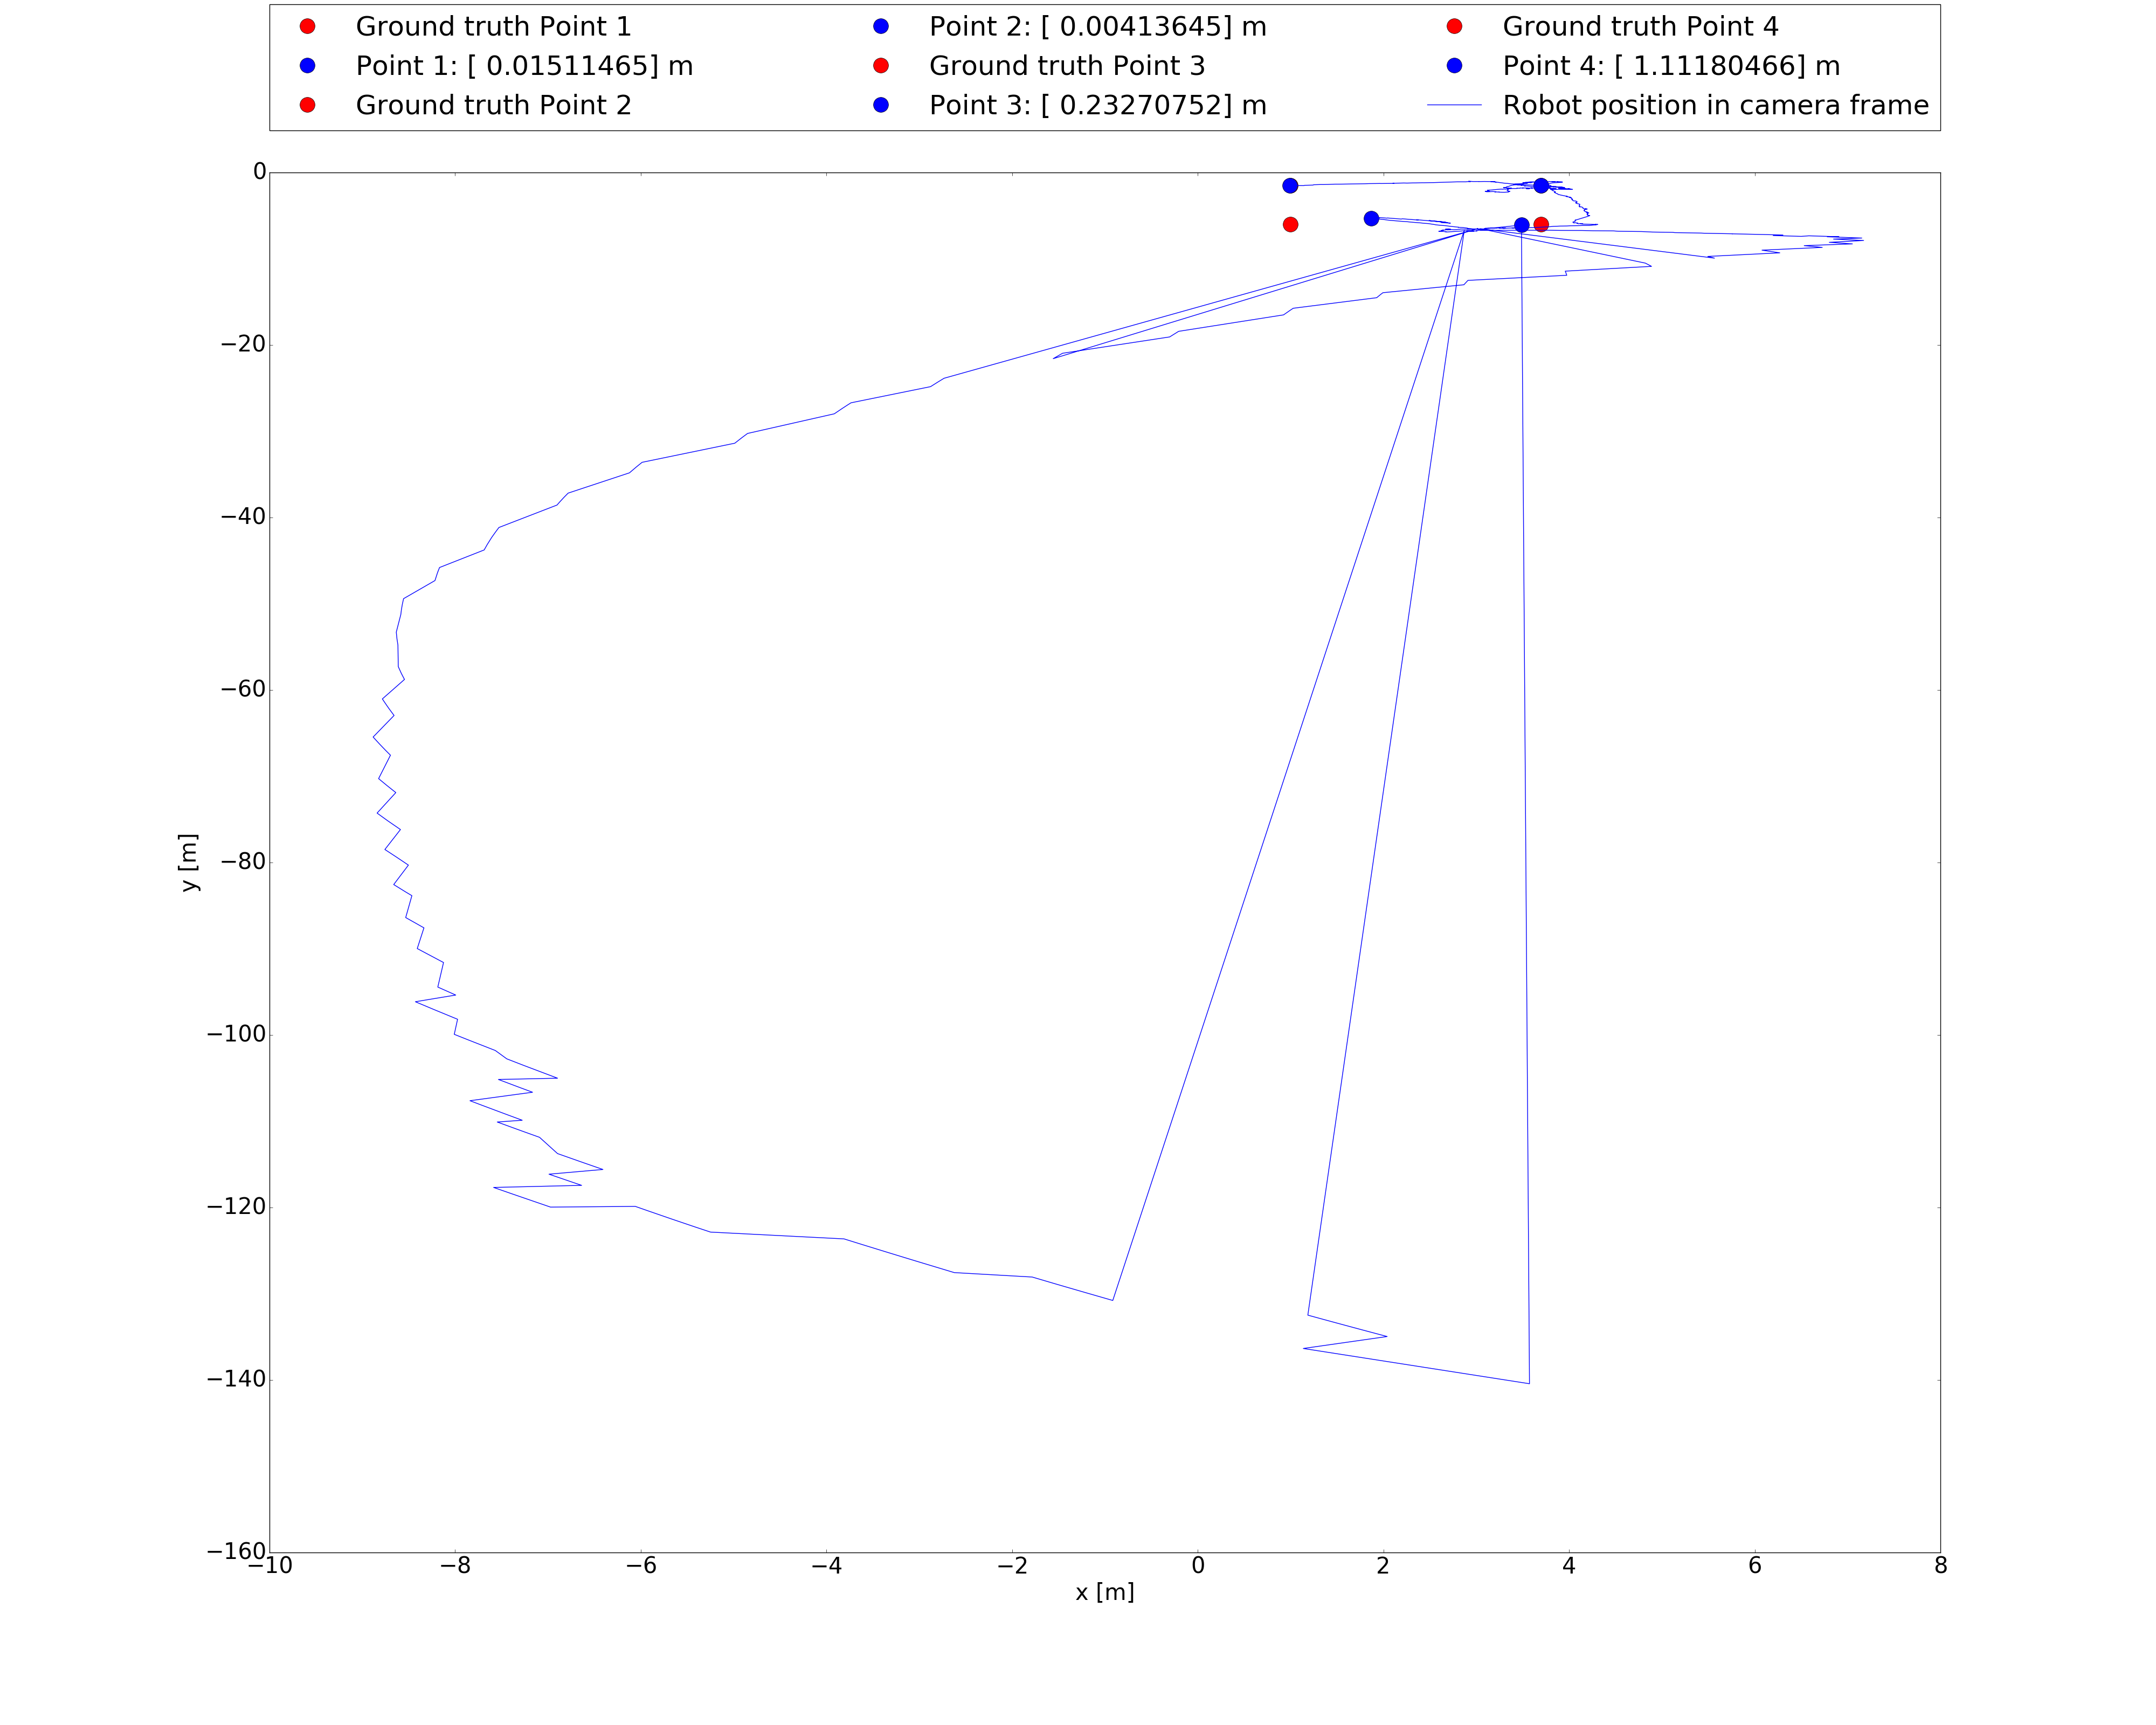 Ground truth Point 1
Point 1: [ 0.01511465] m
Ground truth Point 2
Point 2: [ 0.00413645] m
Ground truth Point 3
Point 3: [ 0.23270752] m
Ground truth Point 4
Point 4: [ 1.11180466] m
Robot position in camera frame
0
−20
−40
−60
−80
−100
−120
−140
−160
y [m]
−10 −8 −6 −4 −2 0 2 4 6 8
x [m]